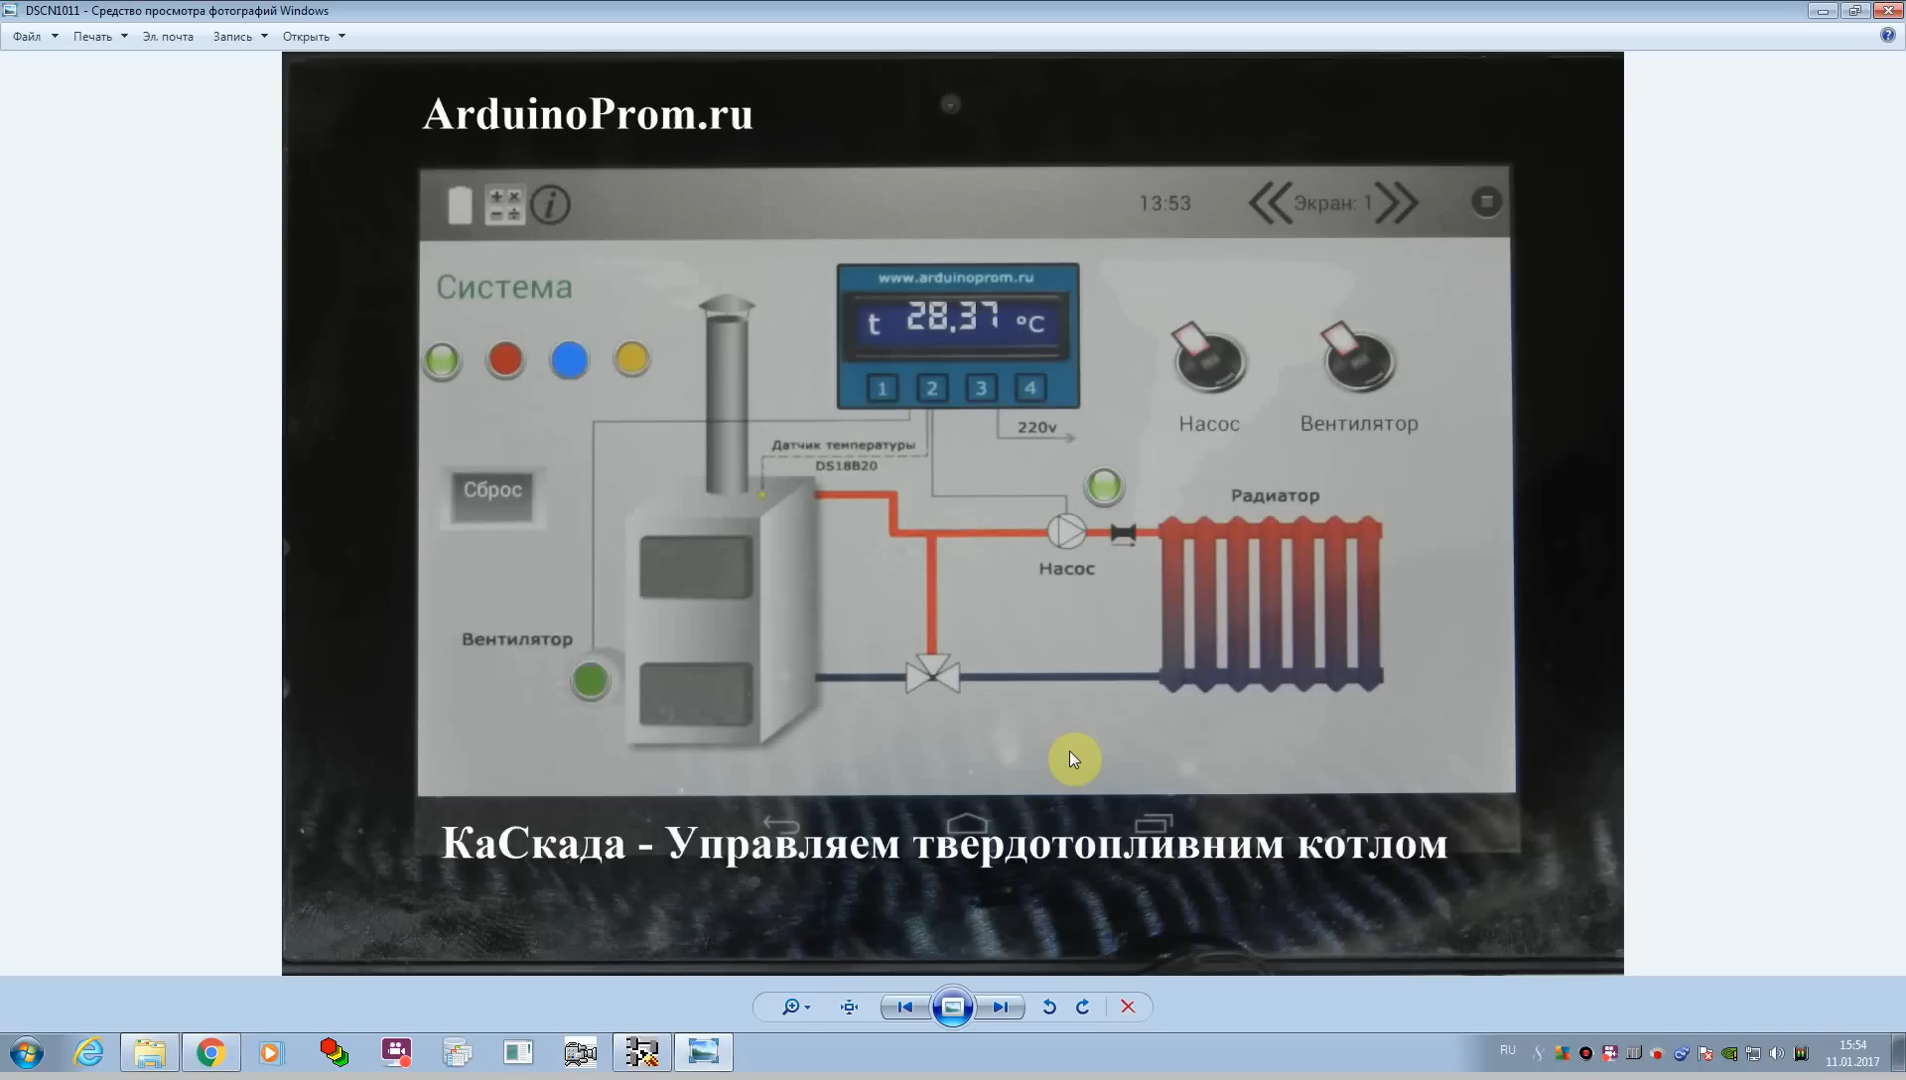 DSCN1011 - Средство просмотра фотографий Windows
Файл Печать Эл. почта Запись Открыть
ArduinoProm.ru
13:53 Экран: 1
Система
www.arduinoprom.ru
t 28.37 °C
1 2 3 4
Насос Вентилятор
220v
Датчик температуры
DS18B20
Сброс
Радиатор
Насос
Вентилятор
КаСкада - Управляем твердотопливним котлом
RU
15:54
11.01.2017